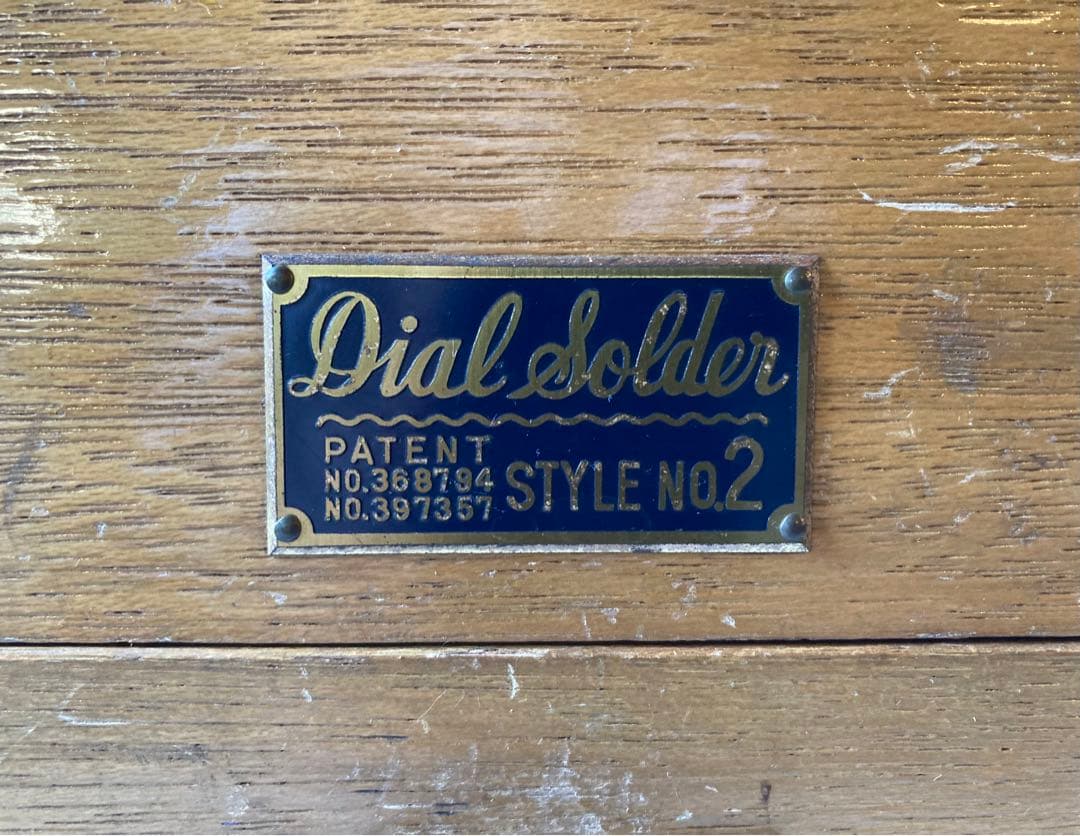 Dial Solder
PATENT
NO.368794
NO.397357
STYLE NO.2